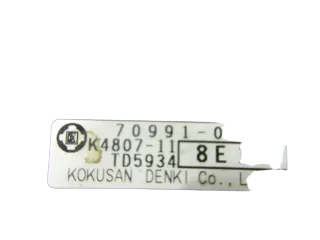 70991-0
K4807-11
TD5934 8E
KOKUSAN DENKI Co.,L